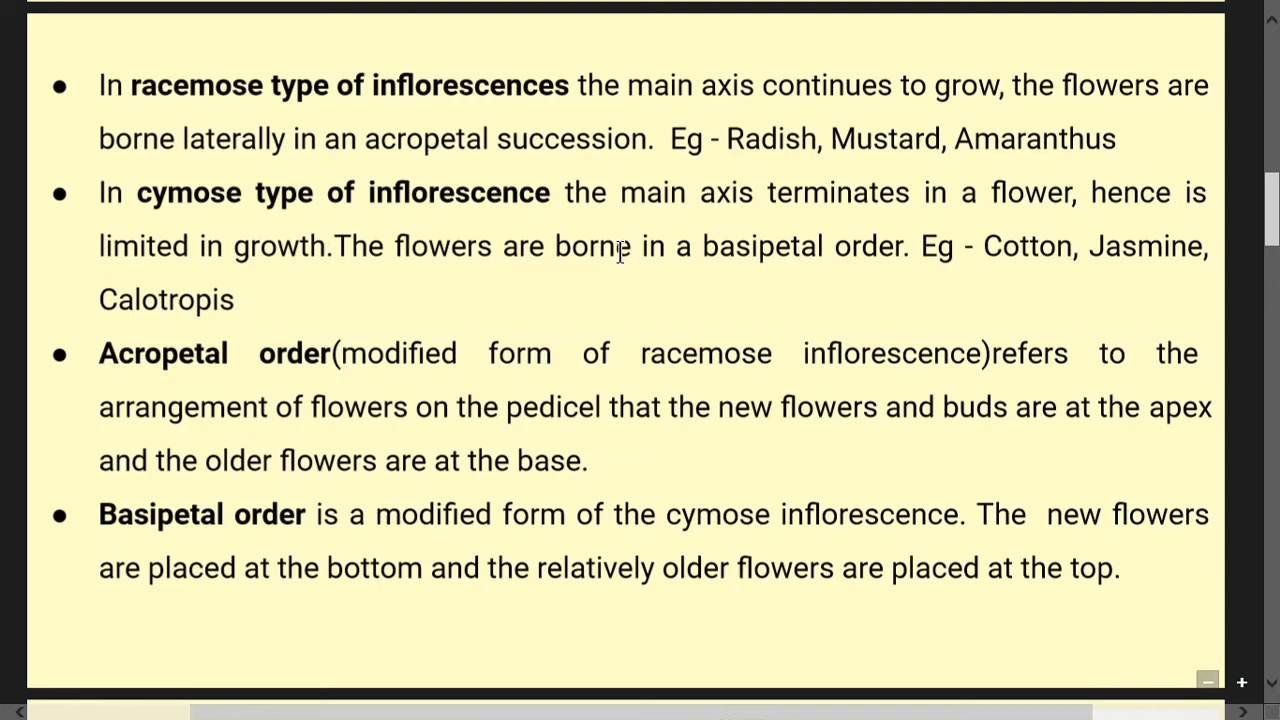 ● In racemose type of inflorescences the main axis continues to grow, the flowers are
borne laterally in an acropetal succession.  Eg - Radish, Mustard, Amaranthus
● In cymose type of inflorescence the main axis terminates in a flower, hence is
limited in growth.The flowers are borne in a basipetal order. Eg - Cotton, Jasmine,
Calotropis
● Acropetal order(modified form of racemose inflorescence)refers to the
arrangement of flowers on the pedicel that the new flowers and buds are at the apex
and the older flowers are at the base.
● Basipetal order is a modified form of the cymose inflorescence. The  new flowers
are placed at the bottom and the relatively older flowers are placed at the top.